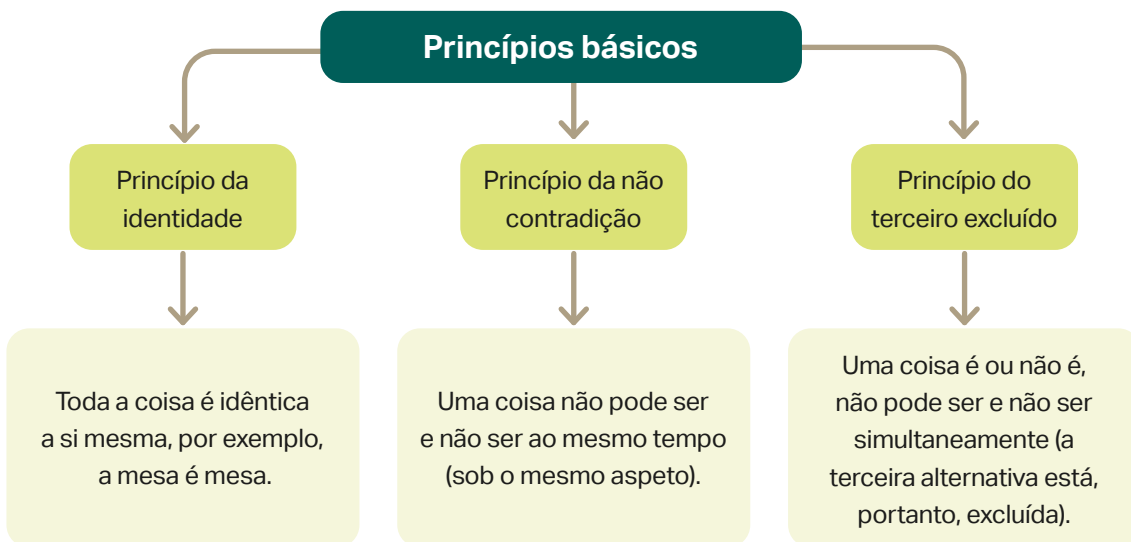 Princípios básicos
Princípio da
identidade
Princípio da não
contradição
Princípio do
terceiro excluído
Toda a coisa é idêntica
a si mesma, por exemplo,
a mesa é mesa.
Uma coisa não pode ser
e não ser ao mesmo tempo
(sob o mesmo aspeto).
Uma coisa é ou não é,
não pode ser e não ser
simultaneamente (a
terceira alternativa está,
portanto, excluída).